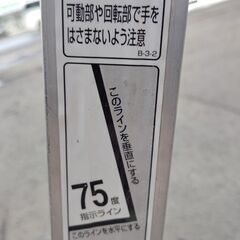 可動部や回転部で手を
はさまないよう注意
B-3-2
このラインを垂直にする
75度
指示ライン
このラインを水平にする